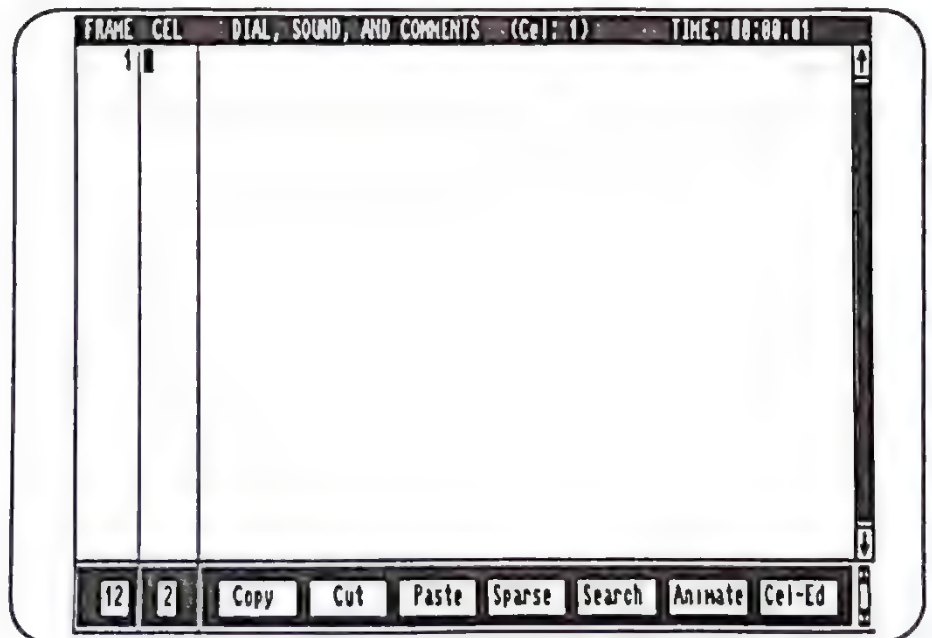 FRAME CEL DIAL, SOUND, AND COMMENTS (Cel: 1) TIME: 00:00.01
1
12 2 Copy Cut Paste Sparse Search Animate Cel-Ed